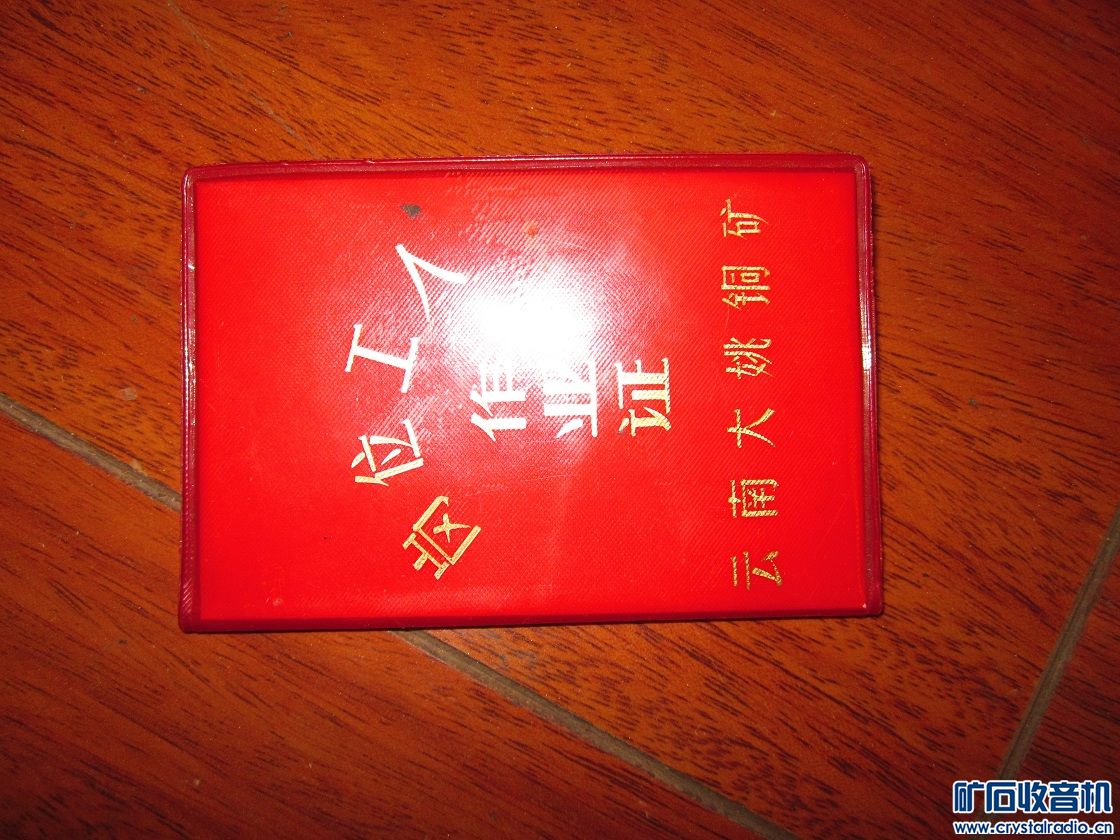 岗位工人
作业证
云南大姚铜矿
矿石收音机
www.crystalradio.cn